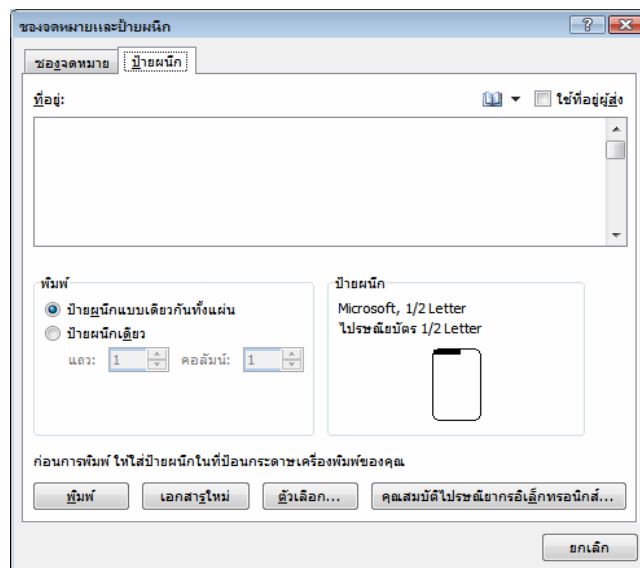 ซองจดหมายและป้ายผนึก
ซองจดหมาย ป้ายผนึก
ที่อยู่: ใช้ที่อยู่ผู้ส่ง
พิมพ์
ป้ายผนึกแบบเดียวกันทั้งแผ่น
ป้ายผนึกเดียว
แถว: 1 คอลัมน์: 1
ป้ายผนึก
Microsoft, 1/2 Letter
ไปรษณียบัตร 1/2 Letter
ก่อนการพิมพ์ ให้ใส่ป้ายผนึกในที่ป้อนกระดาษเครื่องพิมพ์ของคุณ
พิมพ์ เอกสารใหม่ ตัวเลือก... คุณสมบัติไปรษณียากรอิเล็กทรอนิกส์...
ยกเลิก